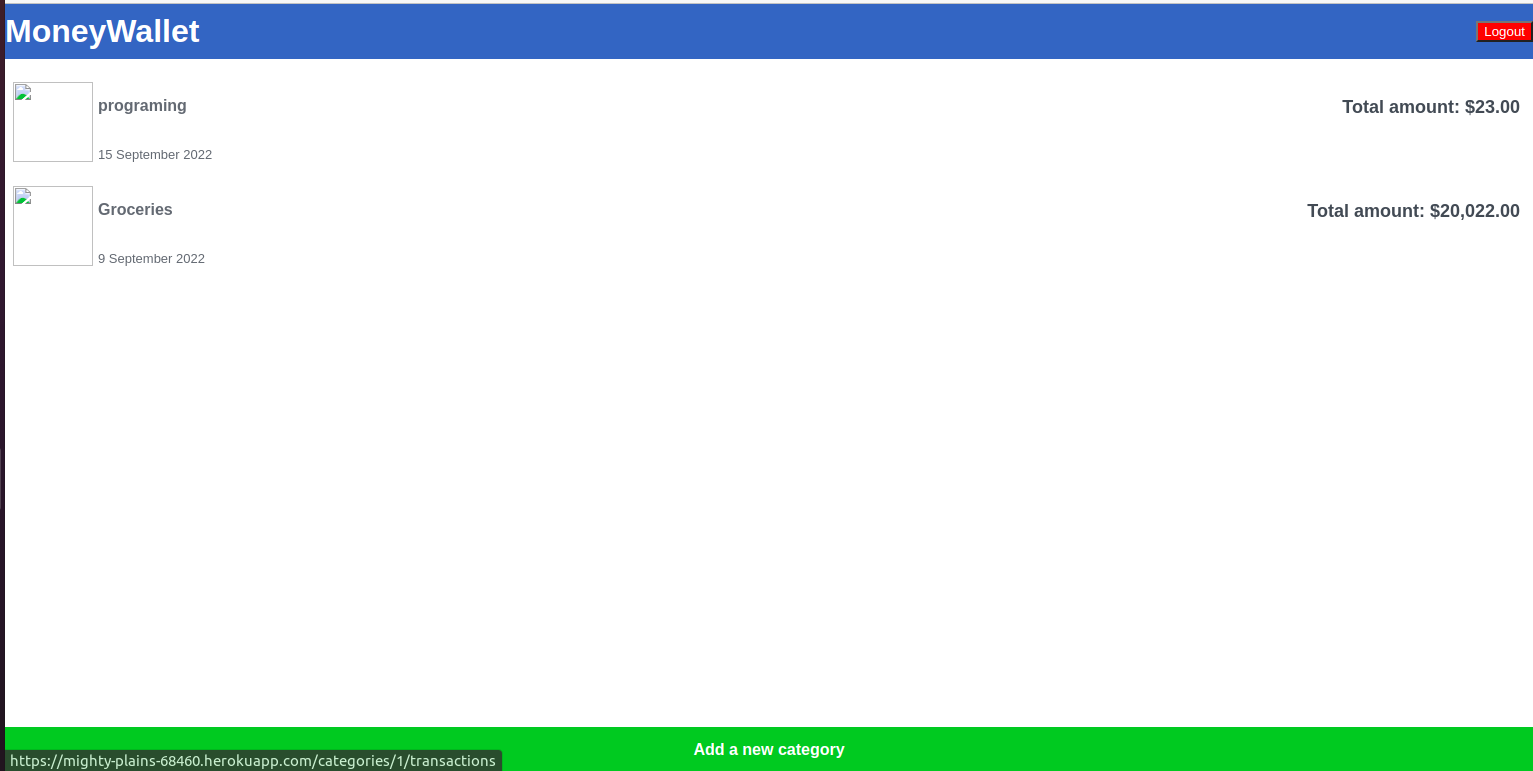 MoneyWallet
Logout
programing
Total amount: $23.00
15 September 2022
Groceries
Total amount: $20,022.00
9 September 2022
Add a new category
https://mighty-plains-68460.herokuapp.com/categories/1/transactions